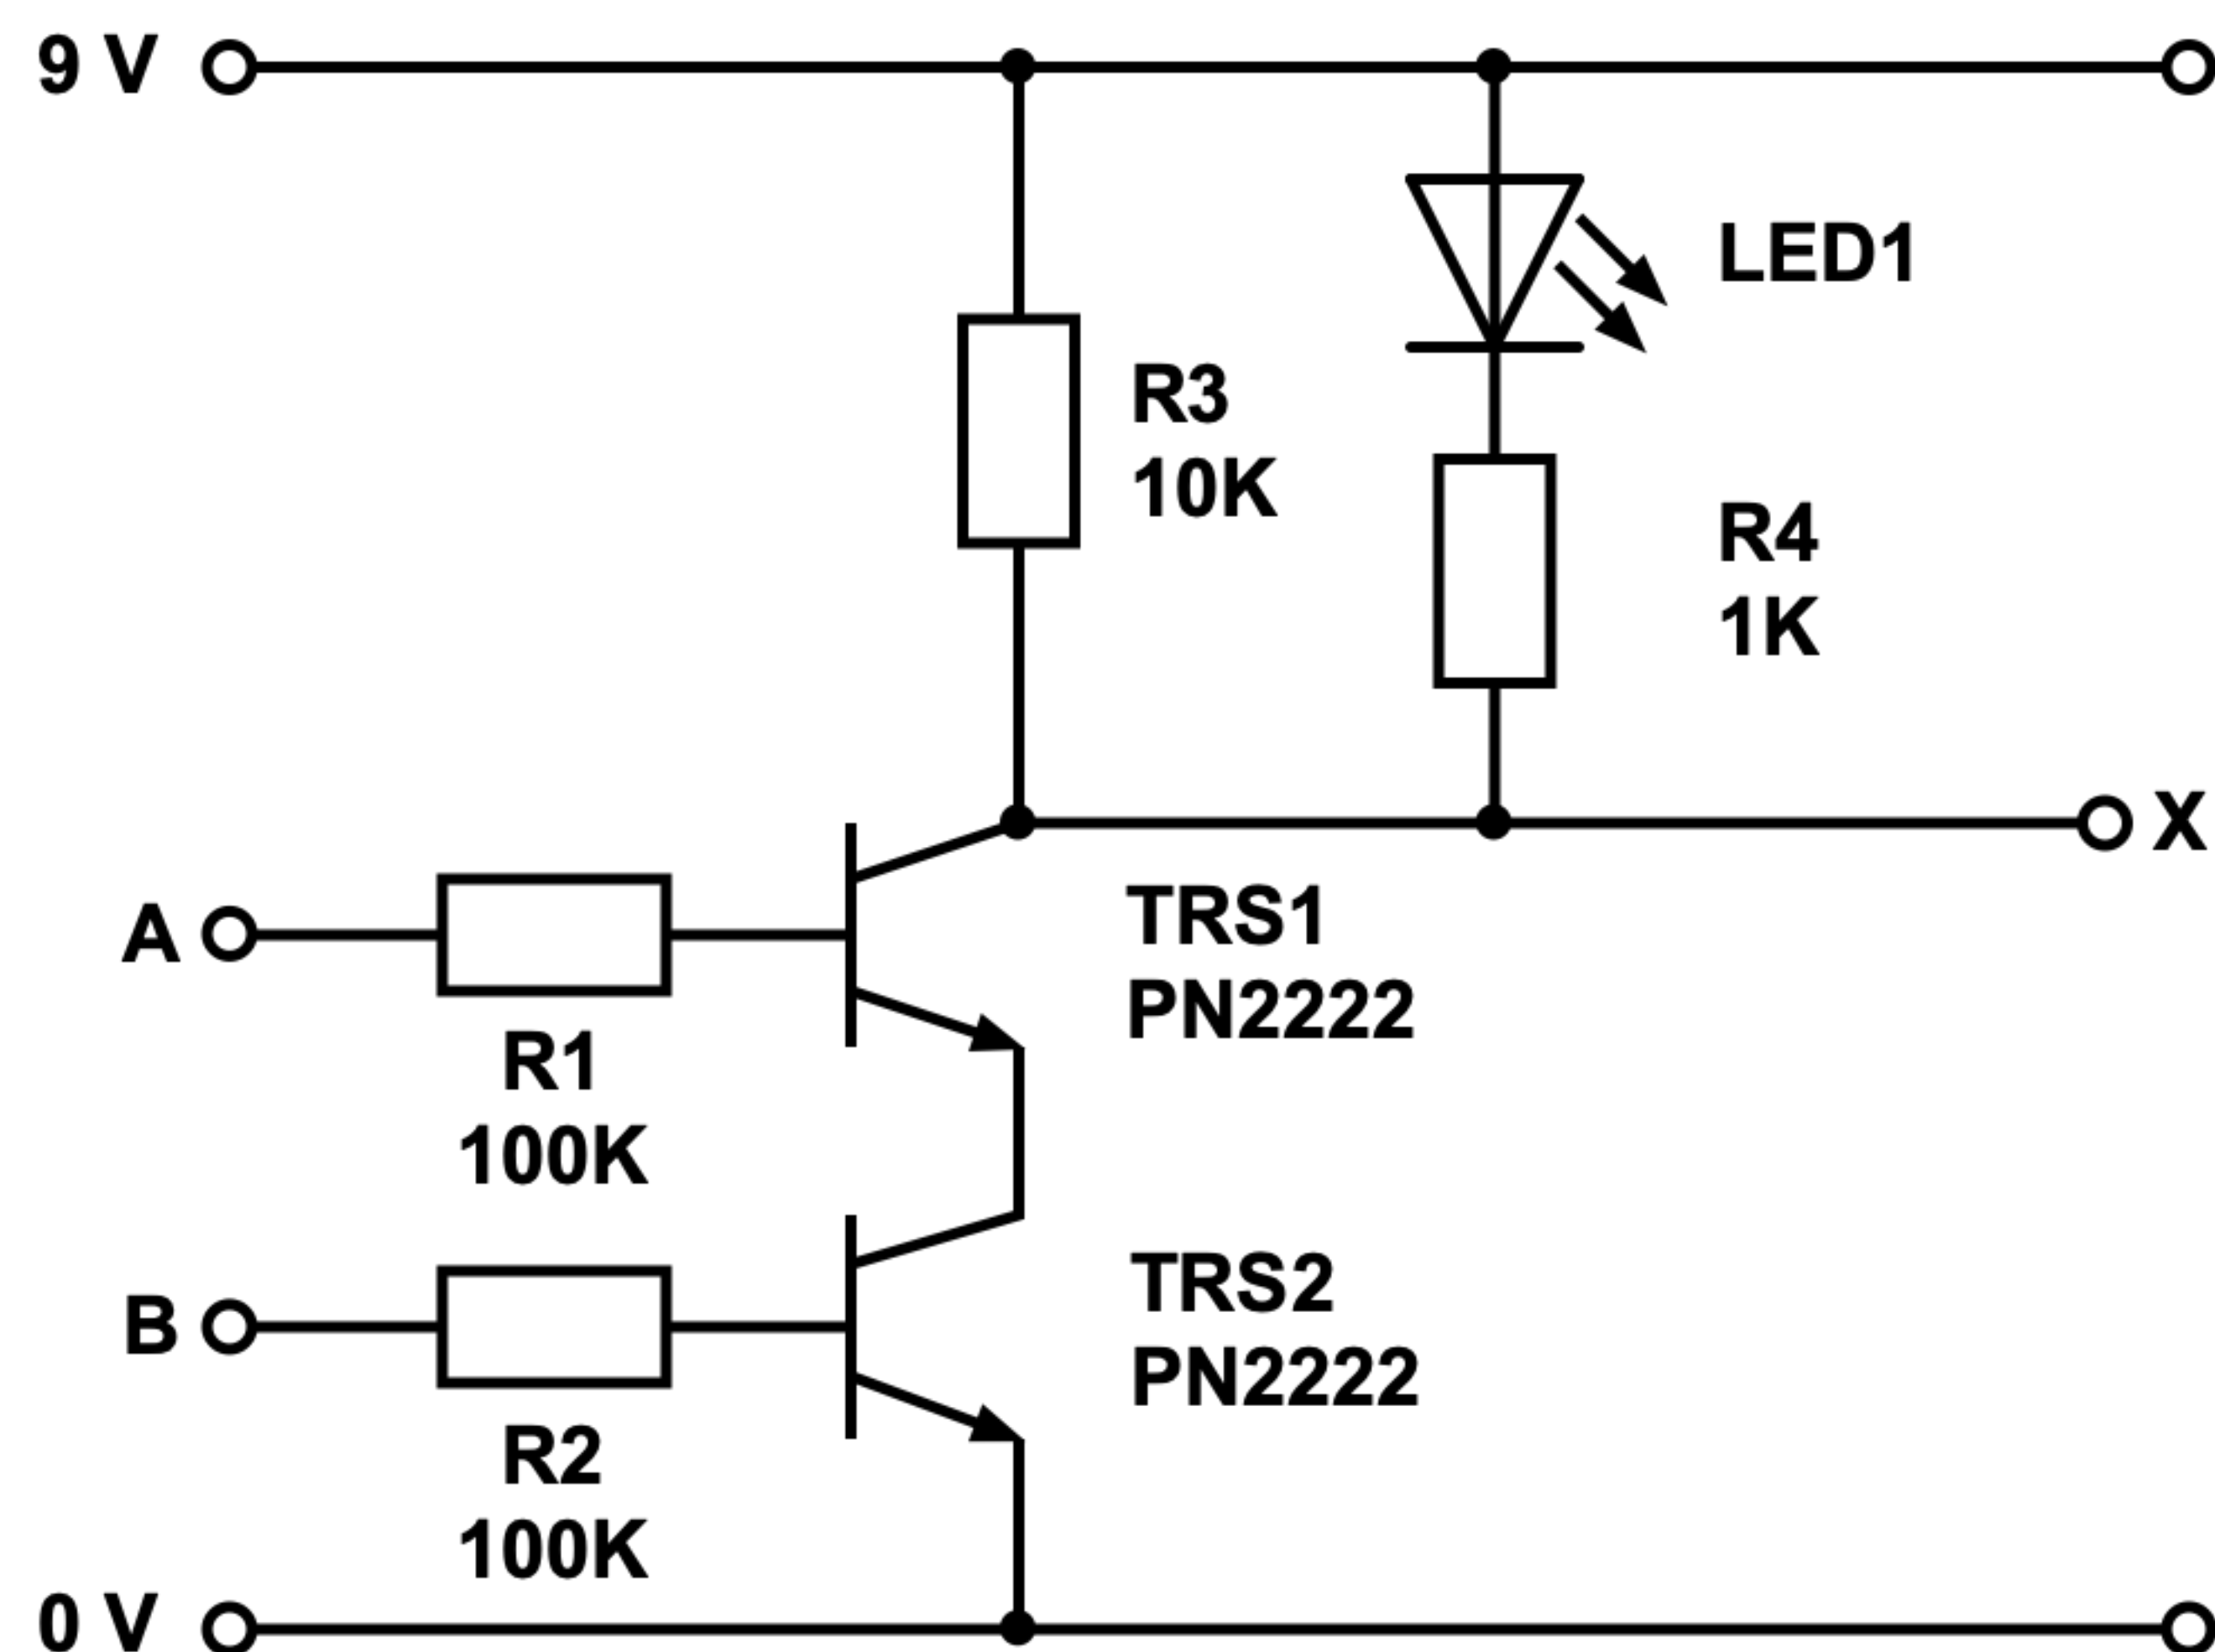 9 V
LED1
R3
10K
R4
1K
X
A
TRS1
PN2222
R1
100K
B
TRS2
PN2222
R2
100K
0 V